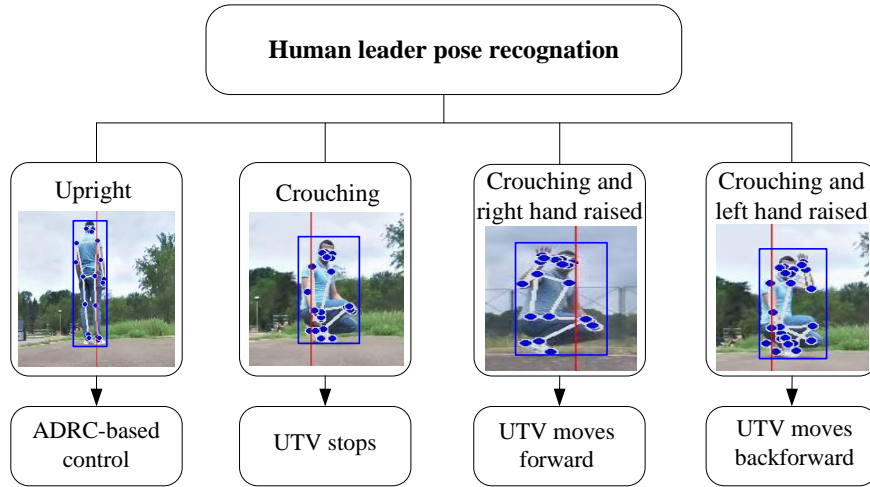 Human leader pose recognation
Upright
Crouching
Crouching and
right hand raised
Crouching and
left hand raised
ADRC-based
control
UTV stops
UTV moves
forward
UTV moves
backforward